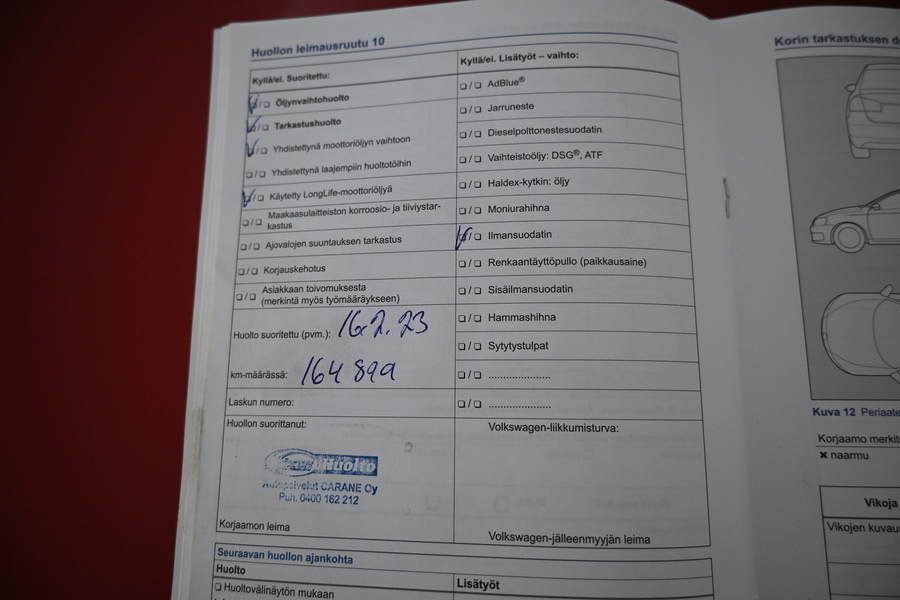 Huollon leimausruutu 10
Kyllä/ei. Suoritettu:
☑/☐ Öljynvaihtohuolto
☑/☐ Tarkastushuolto
☑/☐ Yhdistettynä moottoriöljyn vaihtoon
☐/☐ Yhdistettynä laajempiin huoltotöihin
☑/☐ Käytetty LongLife-moottoriöljyä
☐/☐ Maakaasulaitteiston korroosio- ja tiiviystar-
kastus
☐/☐ Ajovalojen suuntauksen tarkastus
☐/☐ Korjauskehotus
☐/☐ Asiakkaan toivomuksesta
(merkintä myös työmääräykseen)
Huolto suoritettu (pvm.): 16.2.23
km-määrässä: 164 899
Laskun numero:
Huollon suorittanut:
Huolto
Autopalvelut CARANE Oy
Puh. 0400 162 212
Korjaamon leima
Kyllä/ei. Lisätyöt – vaihto:
☐/☐ AdBlue®
☐/☐ Jarruneste
☐/☐ Dieselpolttonestesuodatin
☐/☐ Vaihteistoöljy: DSG®, ATF
☐/☐ Haldex-kytkin: öljy
☐/☐ Moniurahihna
☑/☐ Ilmansuodatin
☐/☐ Renkaantäyttöpullo (paikkausaine)
☐/☐ Sisäilmansuodatin
☐/☐ Hammashihna
☐/☐ Sytytystulpat
☐/☐ .....................
☐/☐ .....................
Volkswagen-liikkumisturva:
Volkswagen-jälleenmyyjän leima
Seuraavan huollon ajankohta
Huolto
Lisätyöt
☐ Huoltovälinäytön mukaan
Korin tarkastuksen
Kuva 12
Korjaamo
✖ naarmu
Vikoja
Vikojen